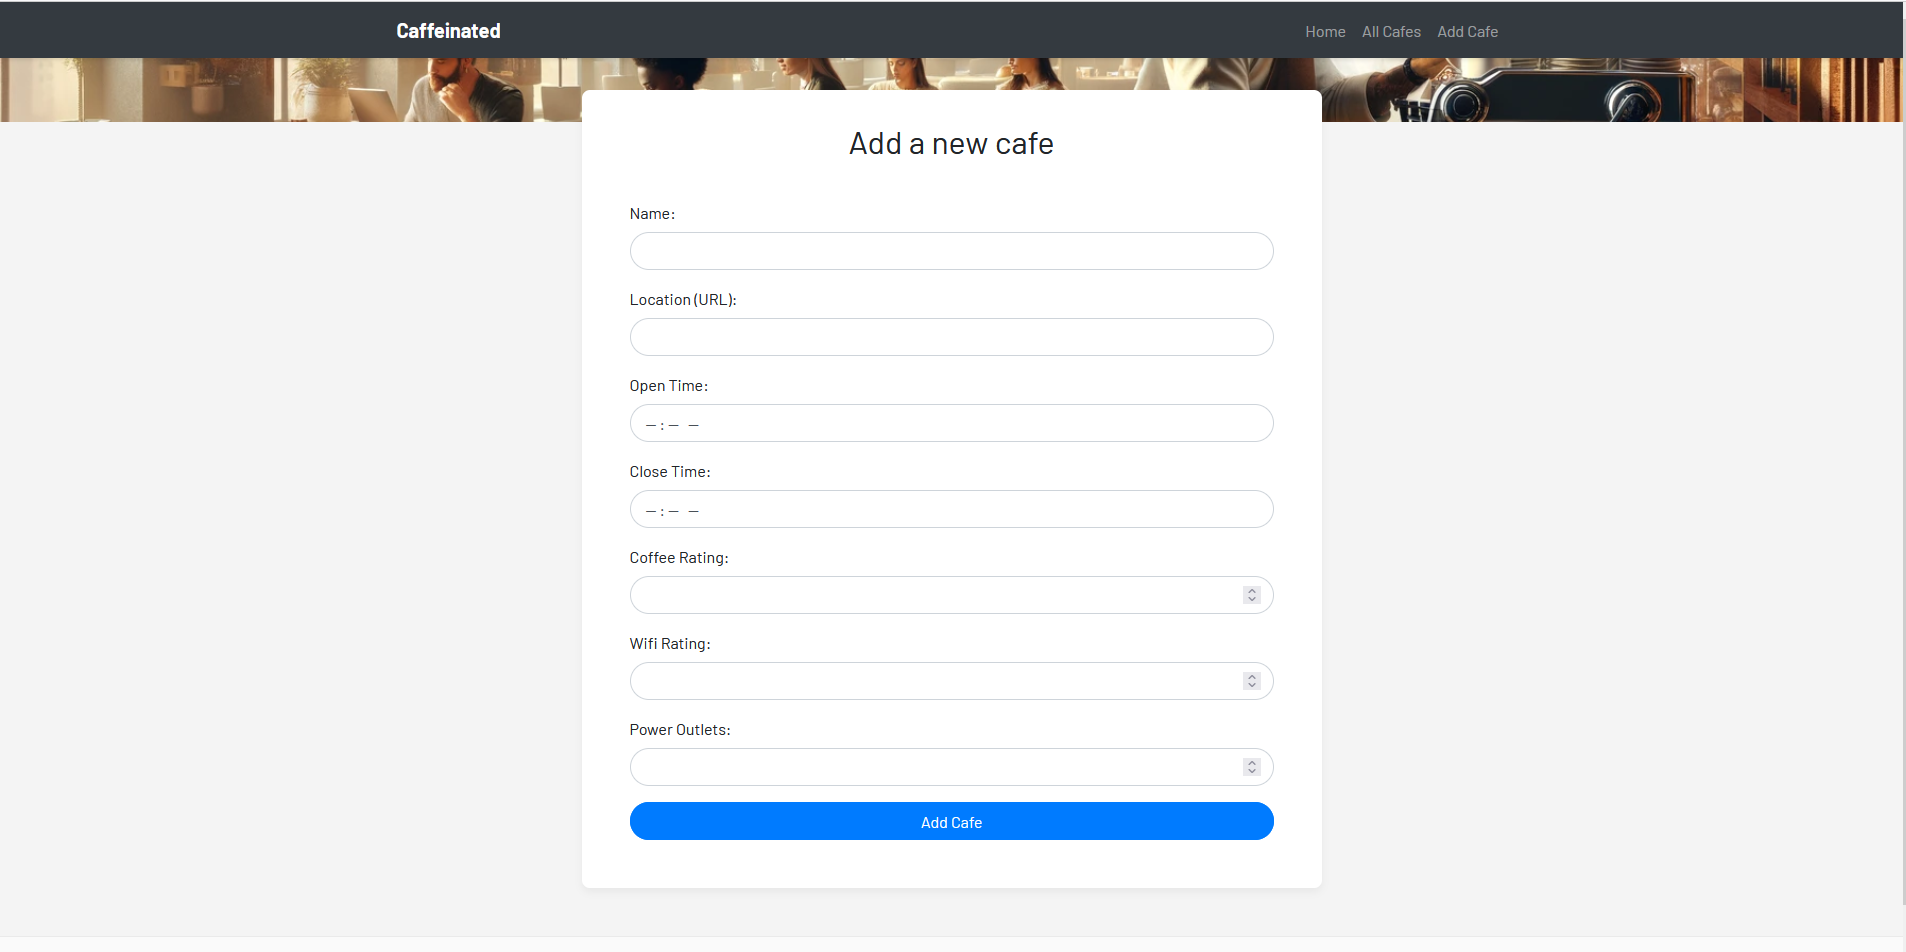 Caffeinated
Home All Cafes Add Cafe
Add a new cafe
Name:
Location (URL):
Open Time:
– : – –
Close Time:
– : – –
Coffee Rating:
Wifi Rating:
Power Outlets:
Add Cafe